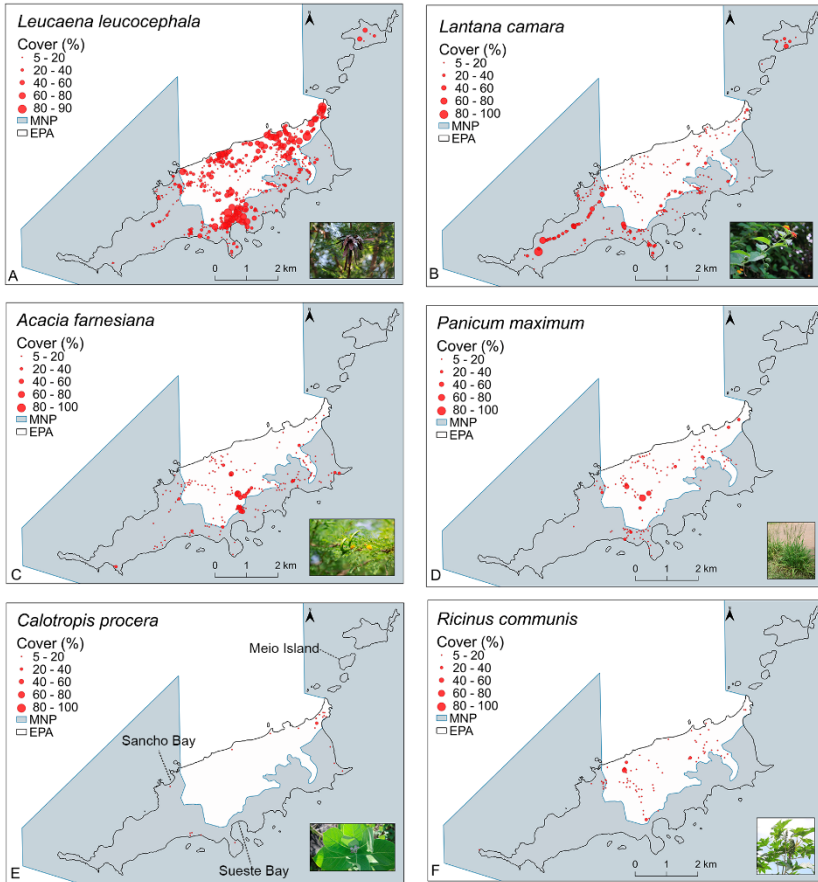 Leucaena leucocephala
Cover (%)
5 - 20
20 - 40
40 - 60
60 - 80
80 - 90
MNP
EPA
0 1 2 km
A
Lantana camara
Cover (%)
5 - 20
20 - 40
40 - 60
60 - 80
80 - 100
MNP
EPA
0 1 2 km
B
Acacia farnesiana
Cover (%)
5 - 20
20 - 40
40 - 60
60 - 80
80 - 100
MNP
EPA
0 1 2 km
C
Panicum maximum
Cover (%)
5 - 20
20 - 40
40 - 60
60 - 80
80 - 100
MNP
EPA
0 1 2 km
D
Calotropis procera
Cover (%)
5 - 20
20 - 40
40 - 60
60 - 80
80 - 100
MNP
EPA
Meio Island
Sancho Bay
Sueste Bay
0 1 2 km
E
Ricinus communis
Cover (%)
5 - 20
20 - 40
40 - 60
60 - 80
80 - 100
MNP
EPA
0 1 2 km
F